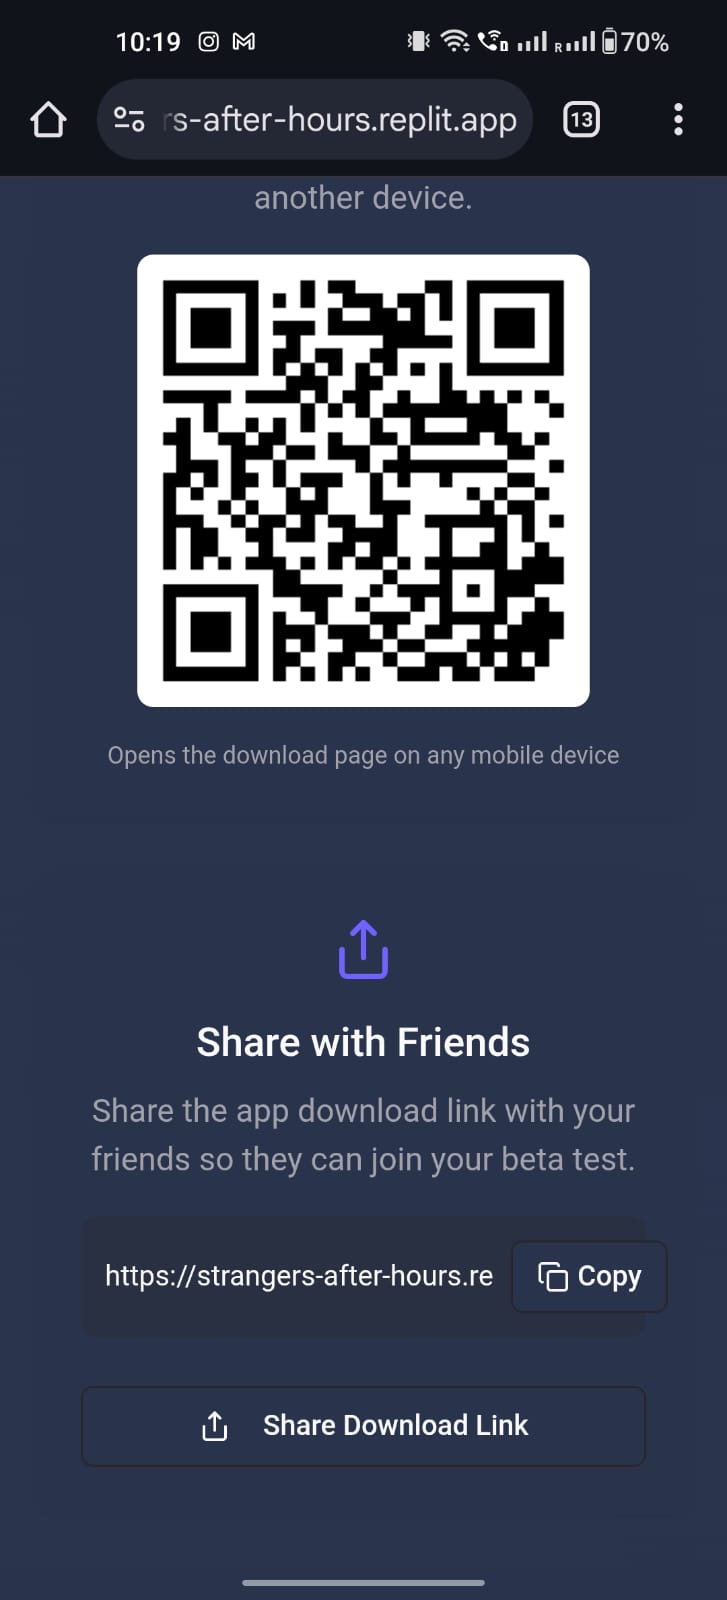 10:19
R
70%
rs-after-hours.replit.app
13
another device.
Opens the download page on any mobile device
Share with Friends
Share the app download link with your
friends so they can join your beta test.
https://strangers-after-hours.re
Copy
Share Download Link